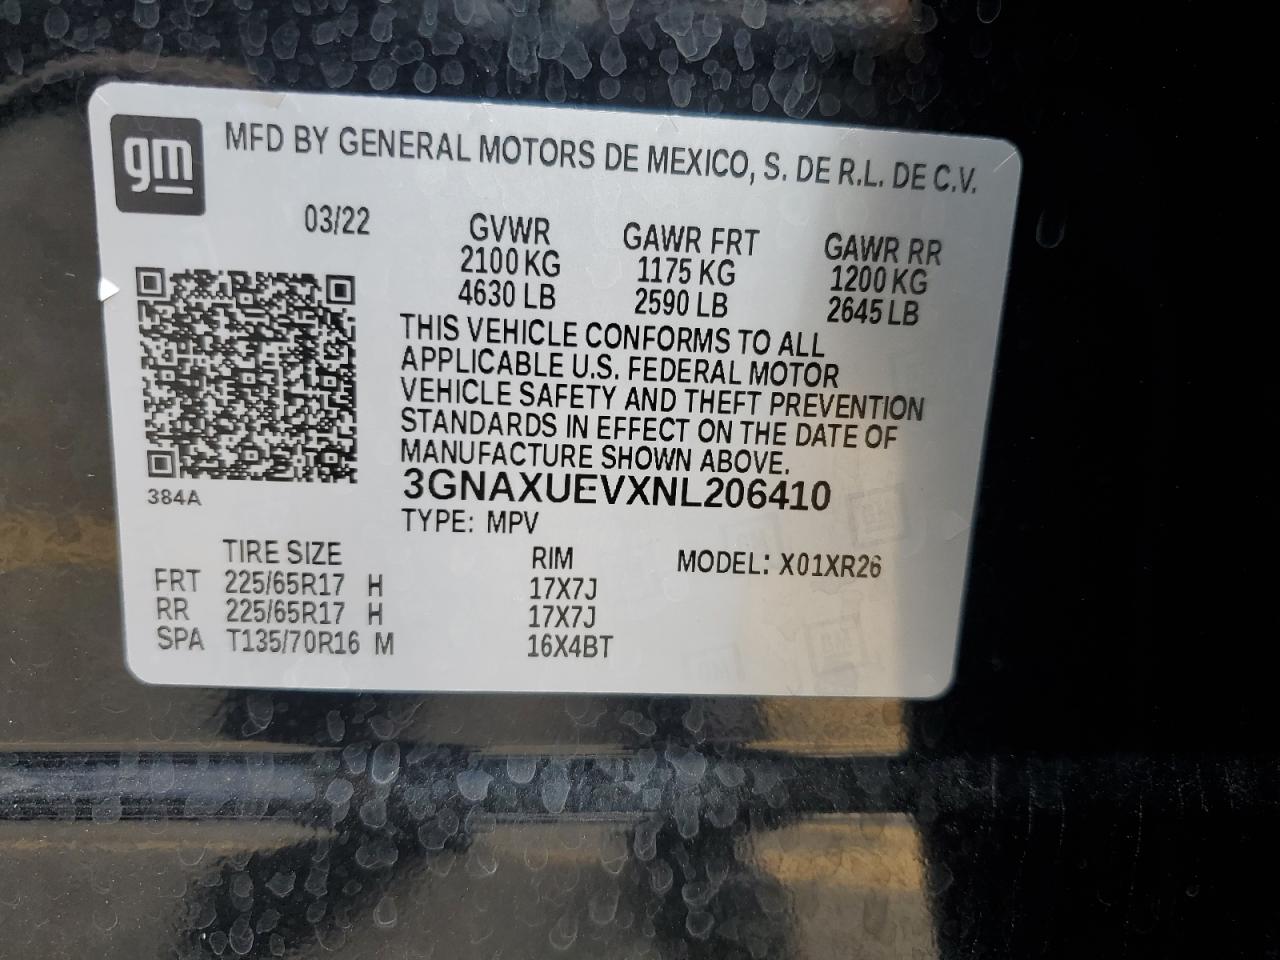 gm
MFD BY GENERAL MOTORS DE MEXICO, S. DE R.L. DE C.V.
03/22
GVWR GAWR FRT GAWR RR
2100 KG 1175 KG 1200 KG
4630 LB 2590 LB 2645 LB
THIS VEHICLE CONFORMS TO ALL
APPLICABLE U.S. FEDERAL MOTOR
VEHICLE SAFETY AND THEFT PREVENTION
STANDARDS IN EFFECT ON THE DATE OF
MANUFACTURE SHOWN ABOVE.
384A
3GNAXUEVXNL206410
TYPE: MPV
TIRE SIZE RIM MODEL: X01XR26
FRT 225/65R17 H 17X7J
RR 225/65R17 H 17X7J
SPA T135/70R16 M 16X4BT